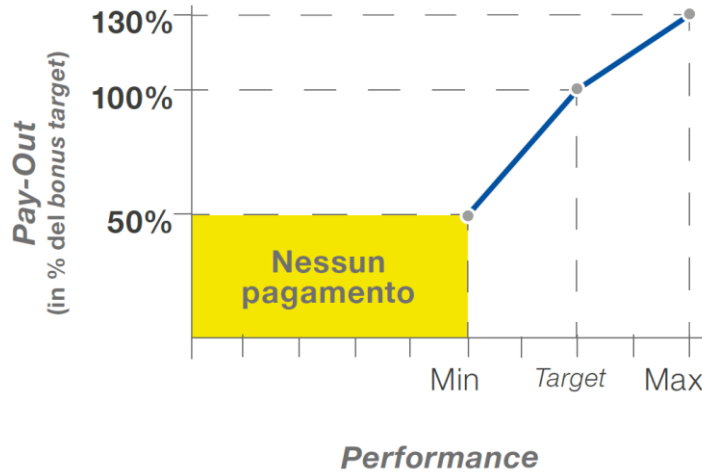 130%
100%
50%
Pay-Out
(in % del bonus target)
Nessun
pagamento
Min Target Max
Performance